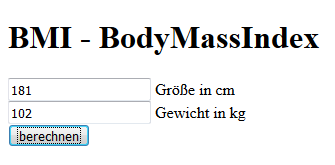 BMI - BodyMassIndex
181 Größe in cm
102 Gewicht in kg
berechnen